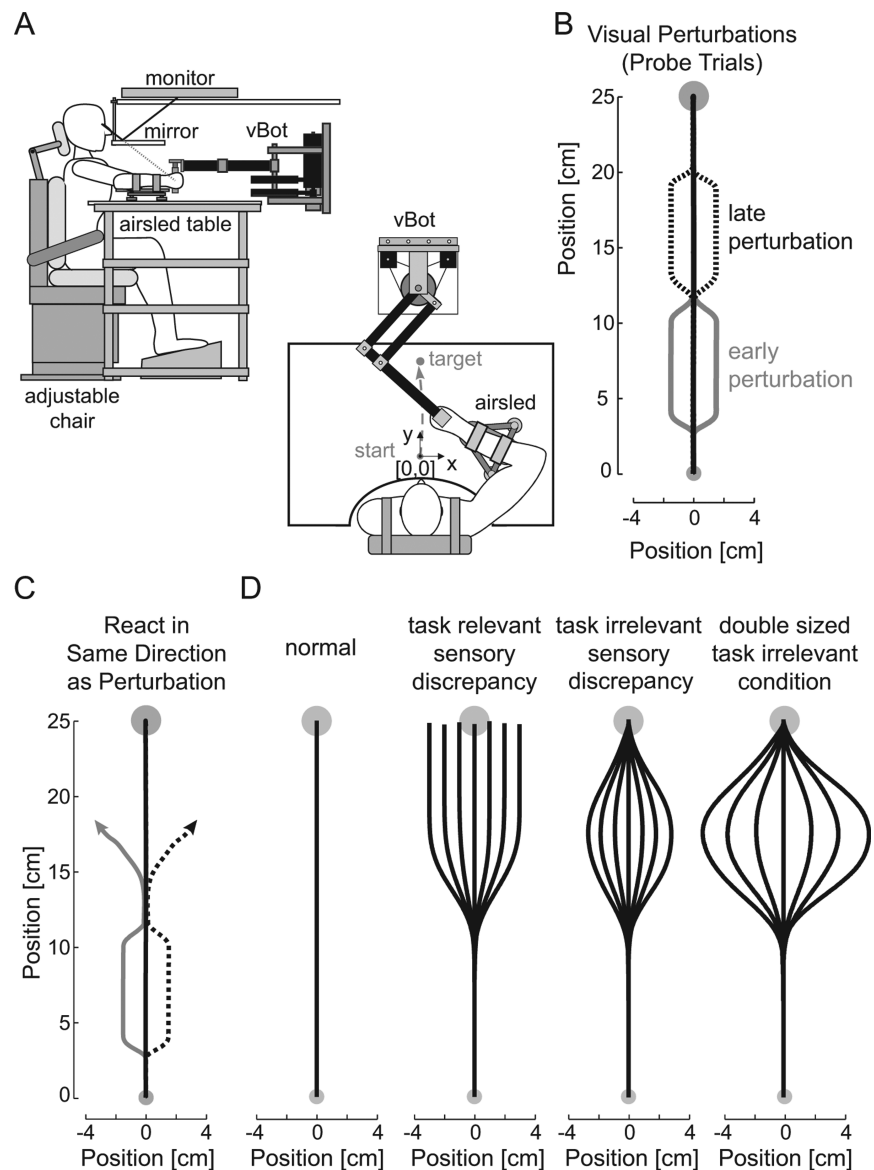 A
monitor
mirror
vBot
airsled table
adjustable
chair
vBot
target
airsled
start
y
x
[0,0]
B
Visual Perturbations
(Probe Trials)
25
20
15
10
5
0
Position [cm]
late
perturbation
early
perturbation
-4 0 4
Position [cm]
C
React in
Same Direction
as Perturbation
25
20
15
10
5
0
Position [cm]
-4 0 4
Position [cm]
D
normal
-4 0 4
Position [cm]
task relevant
sensory
discrepancy
-4 0 4
Position [cm]
task irrelevant
sensory
discrepancy
-4 0 4
Position [cm]
double sized
task irrelevant
condition
-4 0 4
Position [cm]